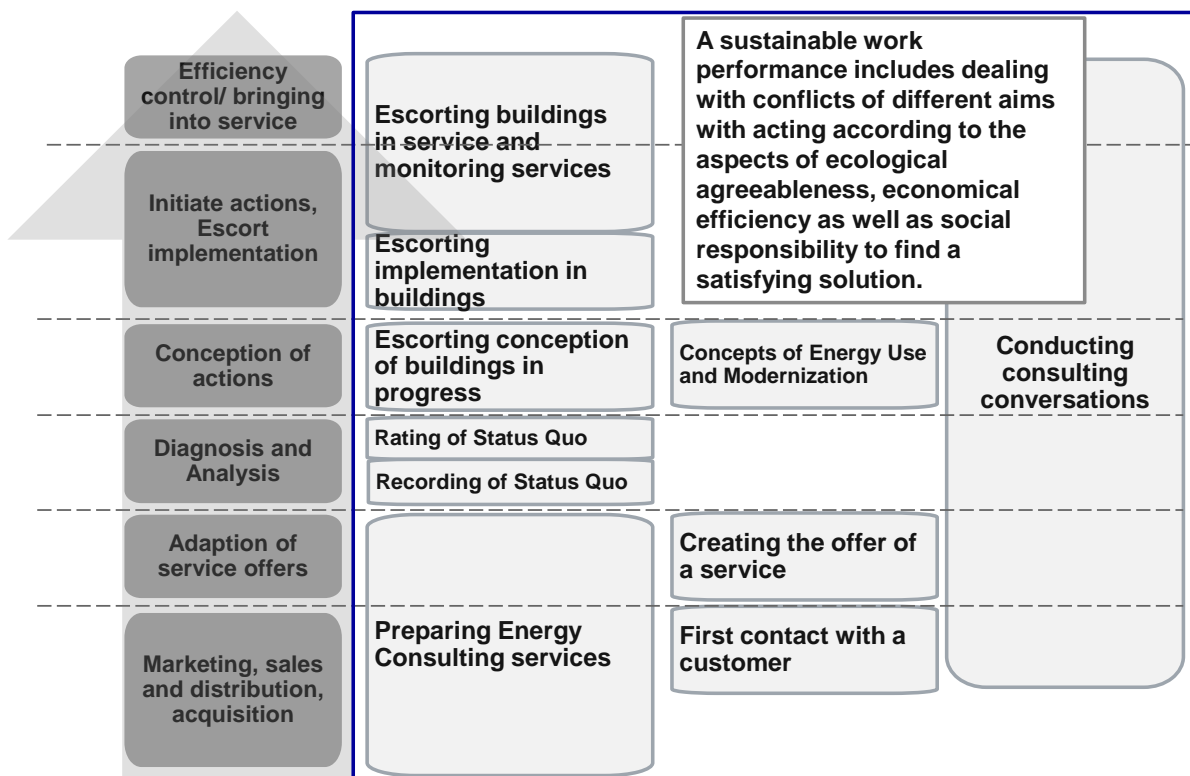 Efficiency
control/ bringing
into service
Initiate actions,
Escort
implementation
Conception of
actions
Diagnosis and
Analysis
Adaption of
service offers
Marketing, sales
and distribution,
acquisition
Escorting buildings
in service and
monitoring services
Escorting
implementation in
buildings
Escorting conception
of buildings in
progress
Rating of Status Quo
Recording of Status Quo
Preparing Energy
Consulting services
A sustainable work
performance includes dealing
with conflicts of different aims
with acting according to the
aspects of ecological
agreeableness, economical
efficiency as well as social
responsibility to find a
satisfying solution.
Concepts of Energy Use
and Modernization
Creating the offer of
a service
First contact with a
customer
Conducting
consulting
conversations